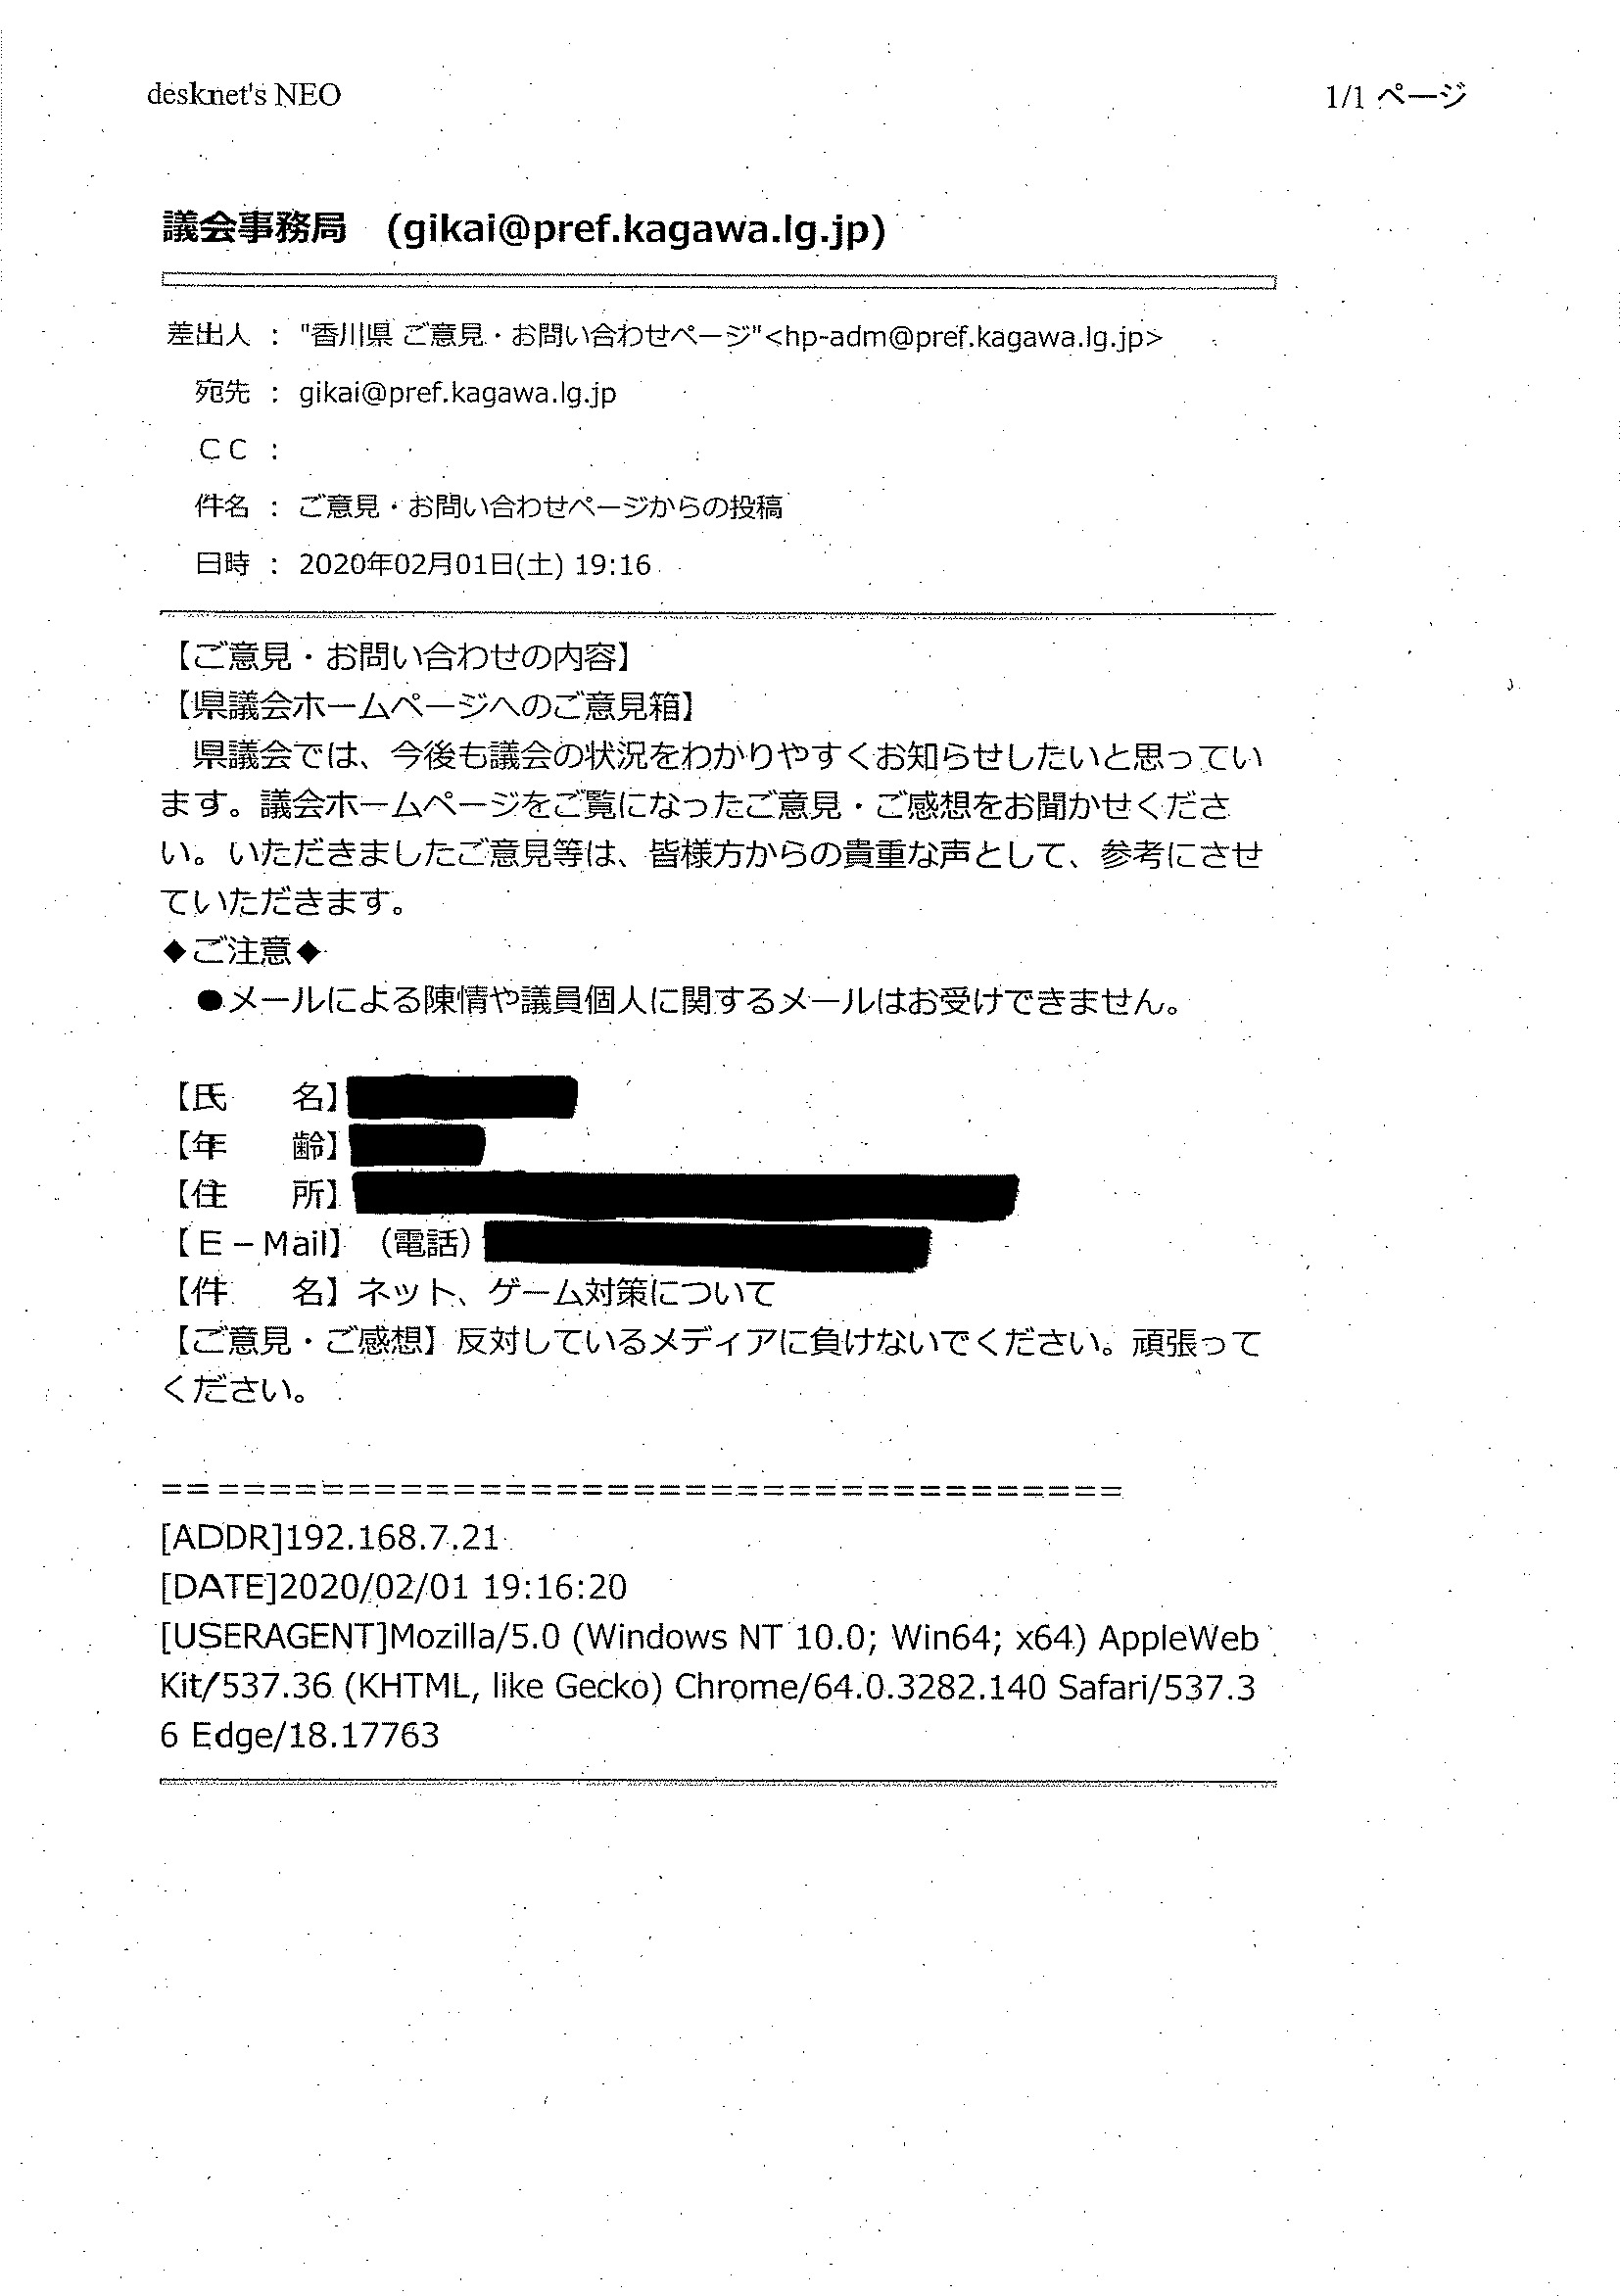 desknet's NEO
1/1 ページ
議会事務局　(gikai@pref.kagawa.lg.jp)
差出人 ： "香川県 ご意見・お問い合わせページ"<hp-adm@pref.kagawa.lg.jp>
宛先 ： gikai@pref.kagawa.lg.jp
ＣＣ ：
件名 ： ご意見・お問い合わせページからの投稿
日時 ： 2020年02月01日(土) 19:16
【ご意見・お問い合わせの内容】
【県議会ホームページへのご意見箱】
　県議会では、今後も議会の状況をわかりやすくお知らせしたいと思ってい
ます。議会ホームページをご覧になったご意見・ご感想をお聞かせくださ
い。いただきましたご意見等は、皆様方からの貴重な声として、参考にさせ
ていただきます。
◆ご注意◆
　●メールによる陳情や議員個人に関するメールはお受けできません。
【氏　　名】
【年　　齢】
【住　　所】
【Ｅ－Mail】（電話）
【件　　名】ネット、ゲーム対策について
【ご意見・ご感想】反対しているメディアに負けないでください。頑張って
ください。
=====================================
[ADDR]192.168.7.21
[DATE]2020/02/01 19:16:20
[USERAGENT]Mozilla/5.0 (Windows NT 10.0; Win64; x64) AppleWeb
Kit/537.36 (KHTML, like Gecko) Chrome/64.0.3282.140 Safari/537.3
6 Edge/18.17763